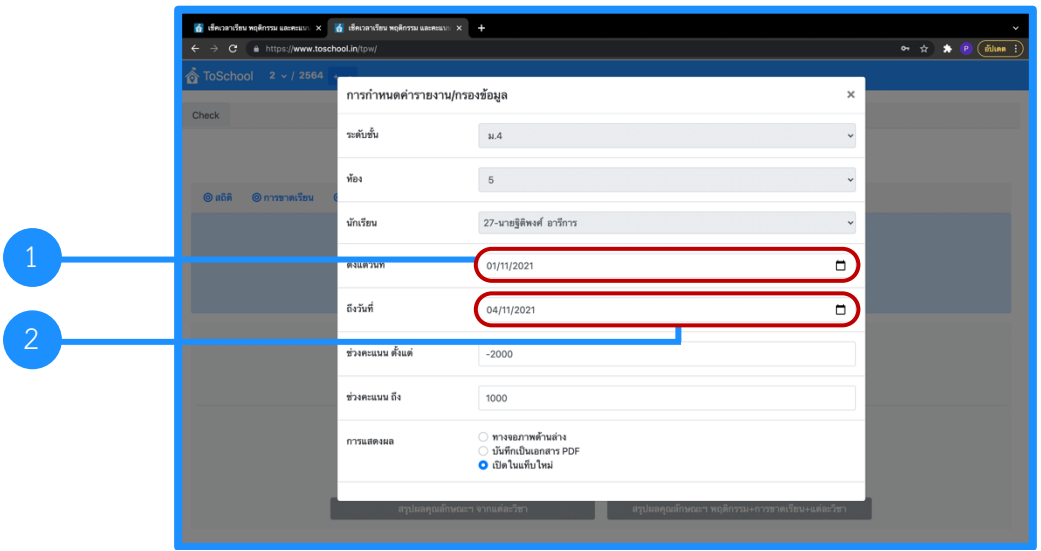 เช็คเวลาเรียน พฤติกรรม และคะแนน ×
เช็คเวลาเรียน พฤติกรรม และคะแนน × +
https://www.toschool.in/tpw/
P อัปเดต
ToSchool 2 / 2564
Check
สถิติ การขาดเรียน
การกำหนดค่ารายงาน/กรองข้อมูล ×
ระดับชั้น ม.4
ห้อง 5
นักเรียน 27-นายฐิติพงศ์ อารีการ
1
ตั้งแต่วันที่ 01/11/2021
ถึงวันที่ 04/11/2021
2
ช่วงคะแนน ตั้งแต่ -2000
ช่วงคะแนน ถึง 1000
การแสดงผล
ทางจอภาพด้านล่าง
บันทึกเป็นเอกสาร PDF
เปิดในแท็บใหม่
สรุปผลคุณลักษณะฯ จากแต่ละวิชา
สรุปผลคุณลักษณะฯ พฤติกรรม+การขาดเรียน+แต่ละวิชา